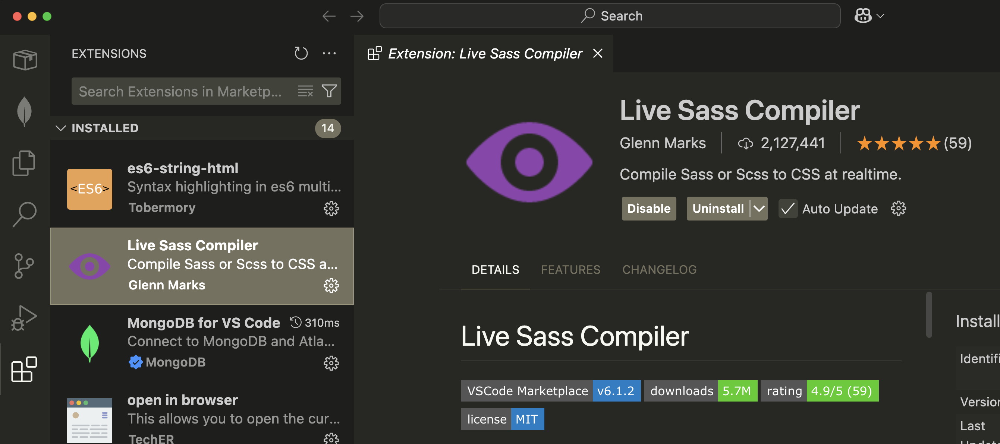 Search
EXTENSIONS
Search Extensions in Marketp...
INSTALLED
14
<ES6>
es6-string-html
Syntax highlighting in es6 multi...
Tobermory
Live Sass Compiler
Compile Sass or Scss to CSS a...
Glenn Marks
MongoDB for VS Code 310ms
Connect to MongoDB and Atla...
MongoDB
open in browser
This allows you to open the cur...
TechER
Extension: Live Sass Compiler
Live Sass Compiler
Glenn Marks 2,127,441 (59)
Compile Sass or Scss to CSS at realtime.
Disable Uninstall Auto Update
DETAILS FEATURES CHANGELOG
Live Sass Compiler
VSCode Marketplace v6.1.2 downloads 5.7M rating 4.9/5 (59)
license MIT
Install
Identifi
Version
Last